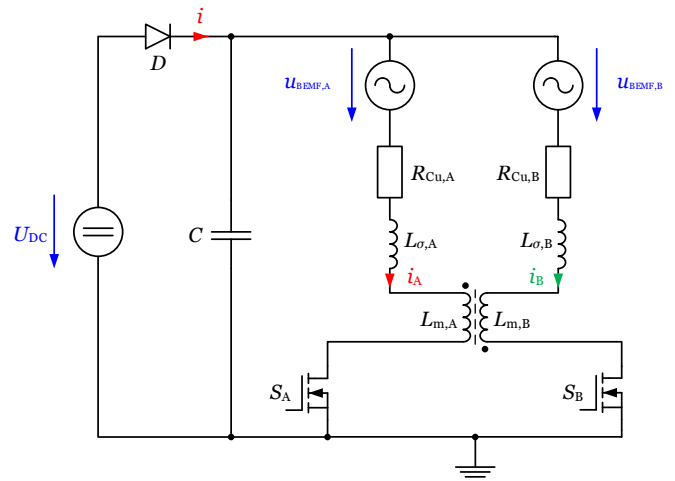 i
D
u_BEMF,A
u_BEMF,B
R_Cu,A
R_Cu,B
U_DC
C
L_σ,A
L_σ,B
i_A
i_B
L_m,A
L_m,B
S_A
S_B